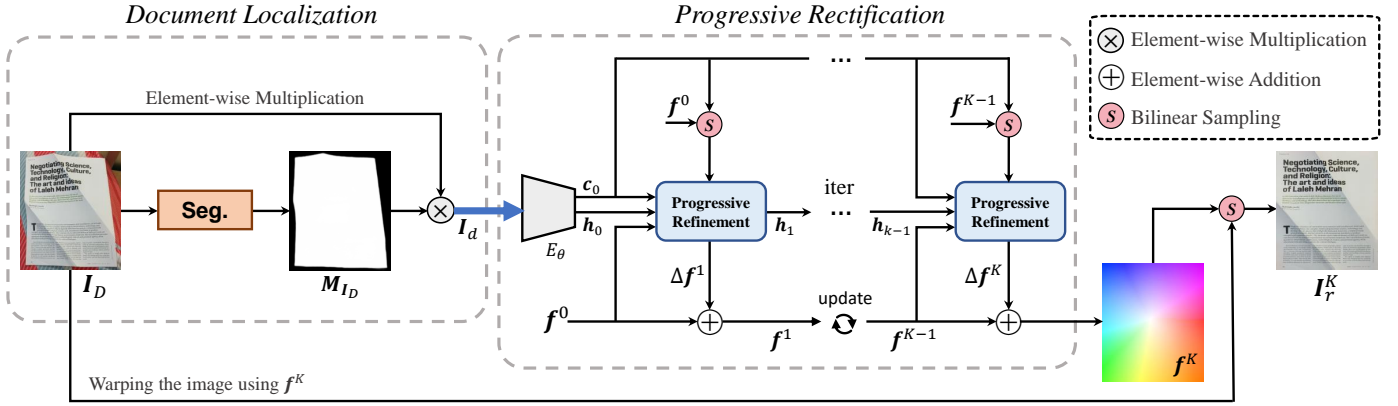 Document Localization
Progressive Rectification
Element-wise Multiplication
Element-wise Addition
S Bilinear Sampling
Element-wise Multiplication
Negotiating Science,
Technology, Culture,
and Religion:
The art and ideas
of Laleh Mehran
I_D
Seg.
M_{I_D}
I_d
E_θ
c_0
h_0
f^0
S
Progressive
Refinement
h_1
Δf^1
f^0
f^1
...
iter
...
update
h_{k-1}
f^{K-1}
S
Progressive
Refinement
Δf^K
f^{K-1}
f^K
S
Negotiating Science,
Technology, Culture,
and Religion:
The art and ideas
of Laleh Mehran
I_r^K
Warping the image using f^K